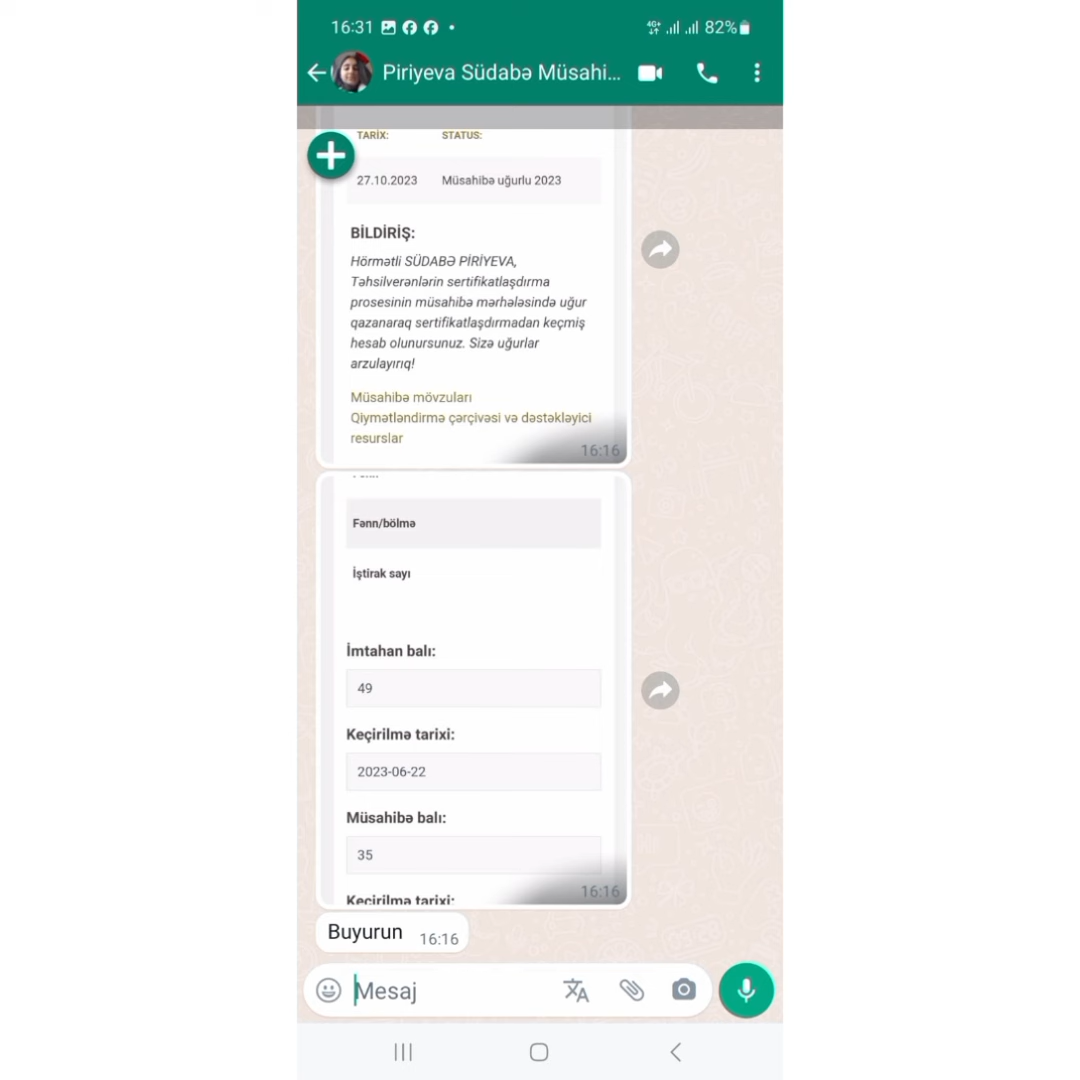 16:31
4G+
82%
Piriyeva Südabə Müsahi...
TARİX: STATUS:
27.10.2023 Müsahibə uğurlu 2023
BİLDİRİŞ:
Hörmətli SÜDABƏ PİRİYEVA,
Təhsilverənlərin sertifikatlaşdırma
prosesinin müsahibə mərhələsində uğur
qazanaraq sertifikatlaşdırmadan keçmiş
hesab olunursunuz. Sizə uğurlar
arzulayırıq!
Müsahibə mövzuları
Qiymətləndirmə çərçivəsi və dəstəkləyici
resurslar
16:16
Fənn/bölmə
İştirak sayı
İmtahan balı:
49
Keçirilmə tarixi:
2023-06-22
Müsahibə balı:
35
Keçirilmə tarixi:
16:16
Buyurun 16:16
Mesaj